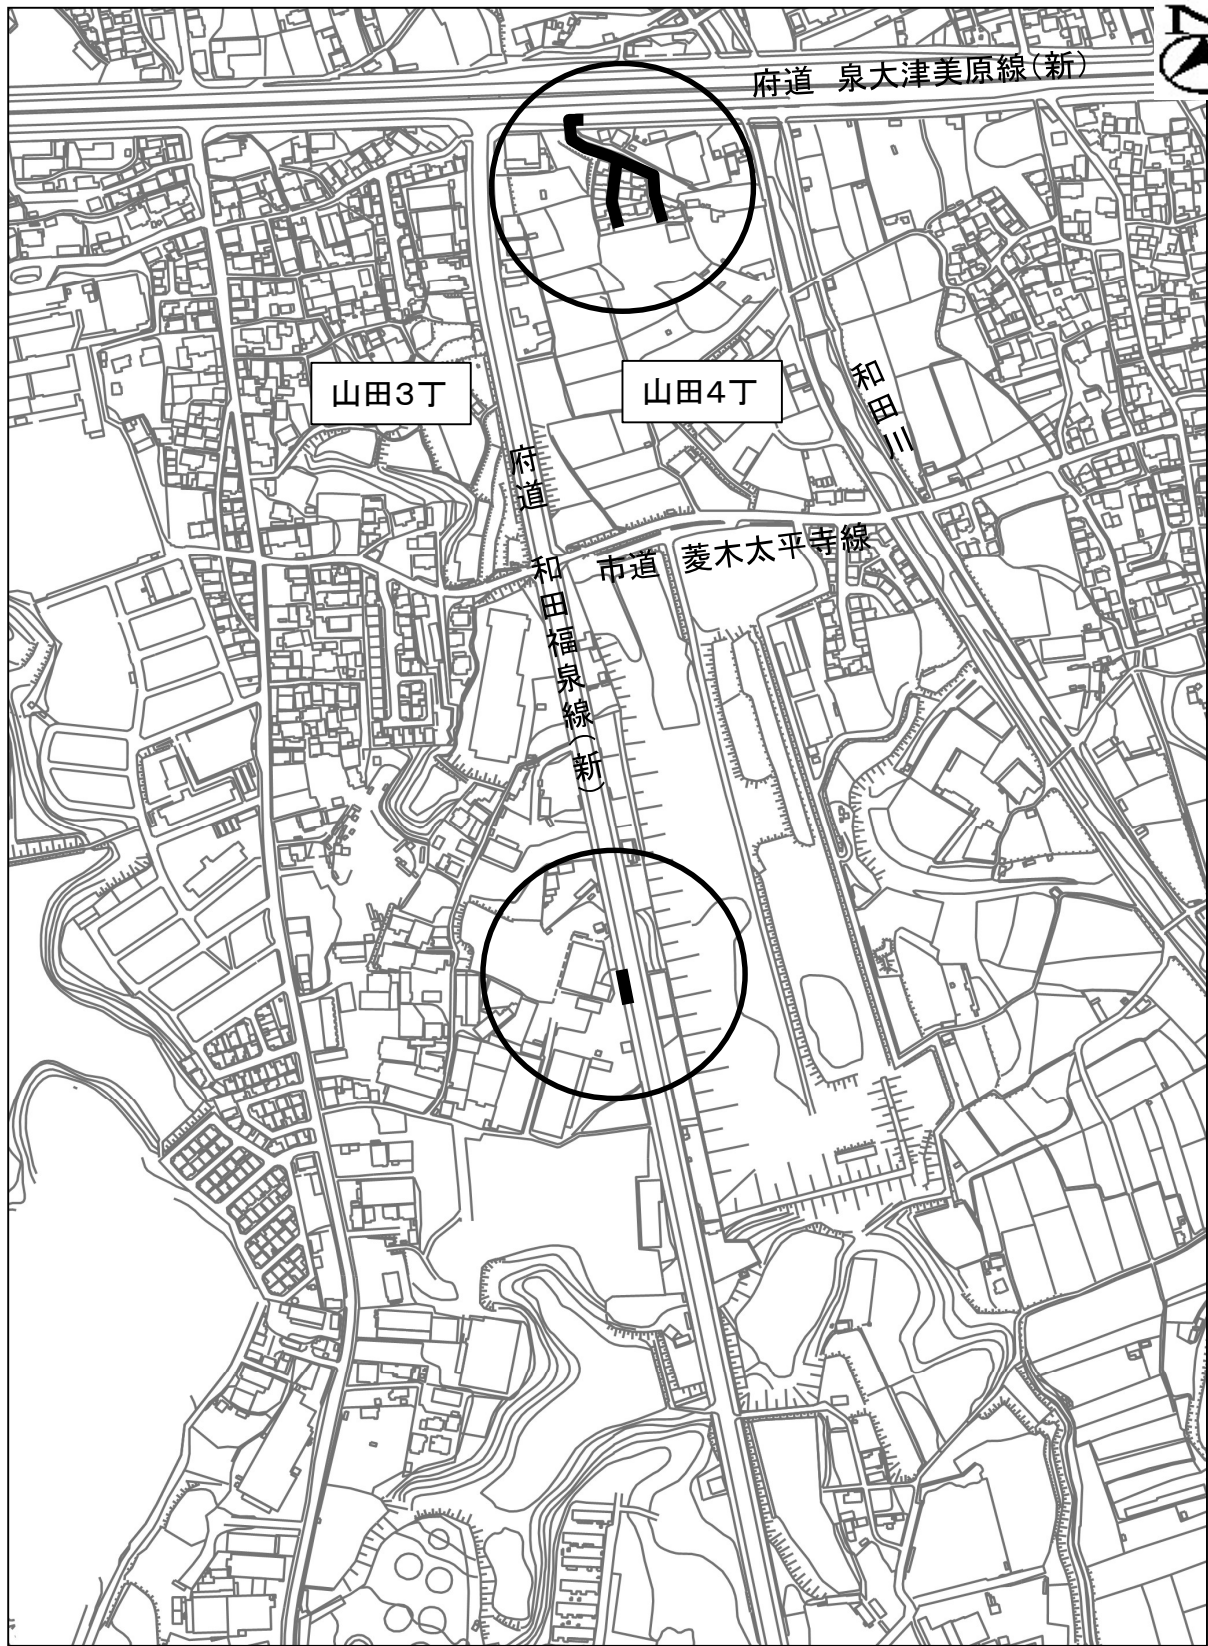 N
府道 泉大津美原線(新)
山田3丁
山田4丁
和田川
府道 和田福泉線(新)
市道 菱木太平寺線